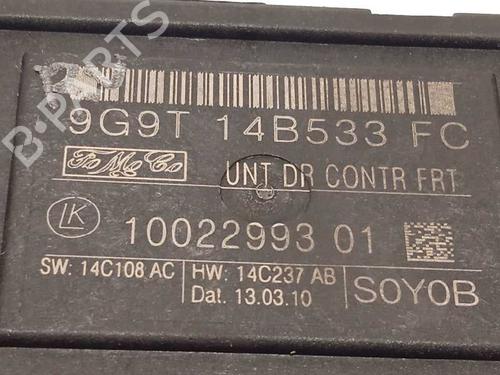 B-PARTS
9G9T 14B533 FC
FoMoCo UNT DR CONTR FRT
LK 10022993 01
SW: 14C108 AC HW: 14C237 AB
Dat. 13.03.10 SOYOB